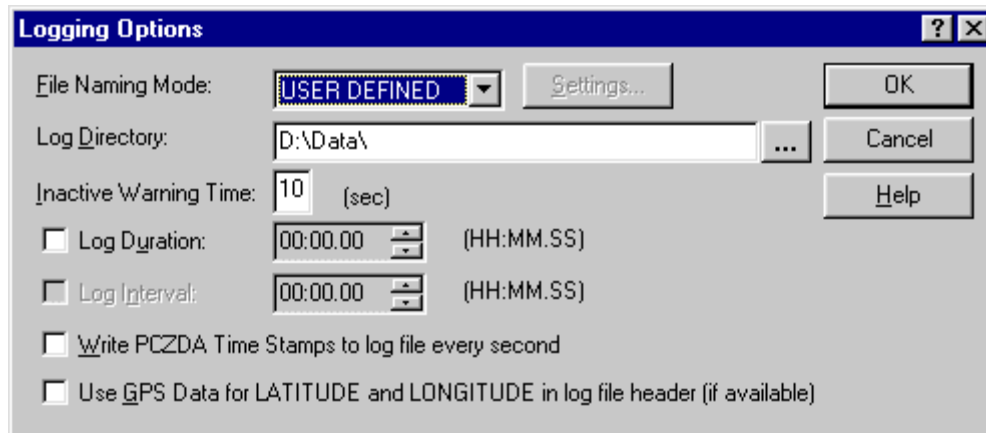 Logging Options
File Naming Mode: USER DEFINED Settings... OK
Log Directory: D:\Data\ ... Cancel
Inactive Warning Time: 10 (sec) Help
Log Duration: 00:00.00 (HH:MM.SS)
Log Interval: 00:00.00 (HH:MM.SS)
Write PCZDA Time Stamps to log file every second
Use GPS Data for LATITUDE and LONGITUDE in log file header (if available)